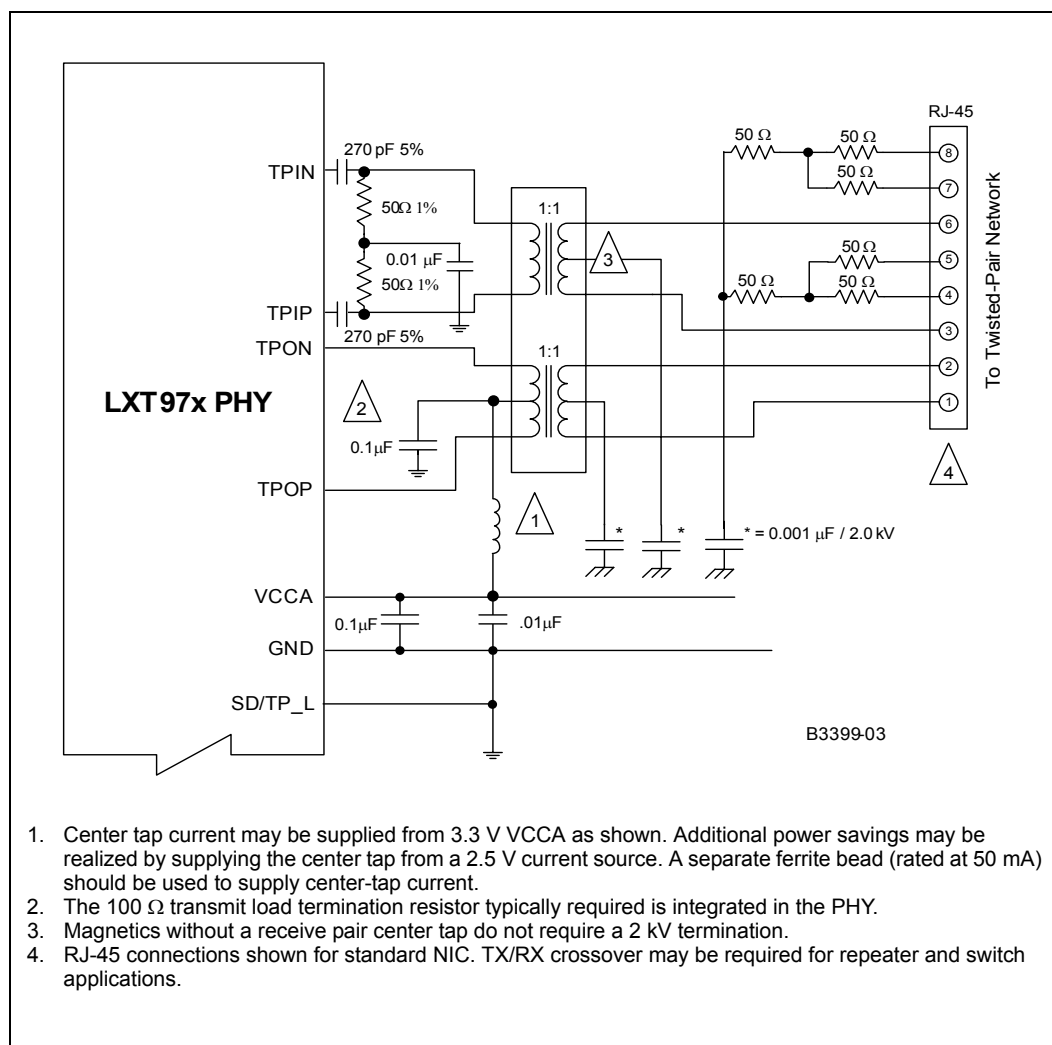 RJ-45
50 Ω
50 Ω
8
270 pF 5%
TPIN
50 Ω
7
50Ω 1%
1:1
6
3
50 Ω
5
0.01 µF
50Ω 1%
50 Ω
50 Ω
4
TPIP
3
270 pF 5%
TPON
1:1
2
LXT97x PHY
2
1
To Twisted-Pair Network
0.1µF
4
TPOP
1
*
*
* = 0.001 µF / 2.0 kV
VCCA
0.1µF
.01µF
GND
SD/TP_L
B3399-03
1. Center tap current may be supplied from 3.3 V VCCA as shown. Additional power savings may be
realized by supplying the center tap from a 2.5 V current source. A separate ferrite bead (rated at 50 mA)
should be used to supply center-tap current.
2. The 100 Ω transmit load termination resistor typically required is integrated in the PHY.
3. Magnetics without a receive pair center tap do not require a 2 kV termination.
4. RJ-45 connections shown for standard NIC. TX/RX crossover may be required for repeater and switch
applications.